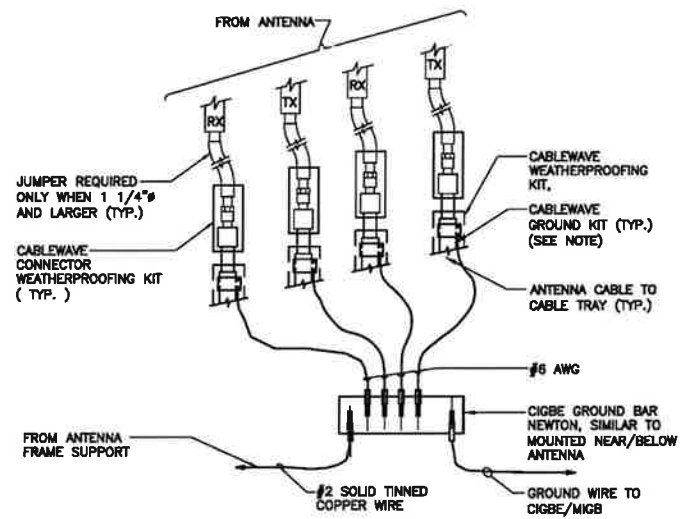 FROM ANTENNA
RX
TX
RX
TX
JUMPER REQUIRED
ONLY WHEN 1 1/4"ø
AND LARGER (TYP.)
CABLEWAVE
CONNECTOR
WEATHERPROOFING KIT
( TYP. )
CABLEWAVE
WEATHERPROOFING
KIT,
CABLEWAVE
GROUND KIT (TYP.)
(SEE NOTE)
ANTENNA CABLE TO
CABLE TRAY (TYP.)
#6 AWG
CIGBE GROUND BAR
NEWTON, SIMILAR TO
MOUNTED NEAR/BELOW
ANTENNA
FROM ANTENNA
FRAME SUPPORT
#2 SOLID TINNED
COPPER WIRE
GROUND WIRE TO
CIGBE/MIGB